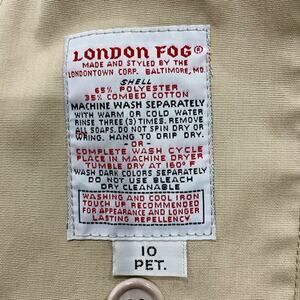 LONDON FOG®
MADE AND STYLED BY THE
LONDONTOWN CORP. BALTIMORE, MD.
SHELL
65% POLYESTER
35% COMBED COTTON
MACHINE WASH SEPARATELY
WITH WARM OR COLD WATER
RINSE THREE (3) TIMES. REMOVE
ALL SOAPS. DO NOT SPIN DRY OR
WRING. HANG TO DRIP DRY.
-OR-
COMPLETE WASH CYCLE
PLACE IN MACHINE DRYER
TUMBLE DRY AT 160° F
WASH DARK COLORS SEPARATELY
DO NOT USE BLEACH
DRY CLEANABLE
WASHING AND COOL IRON
TOUCH UP RECOMMENDED
FOR APPEARANCE AND LONGER
LASTING REPELLENCY
10
PET.